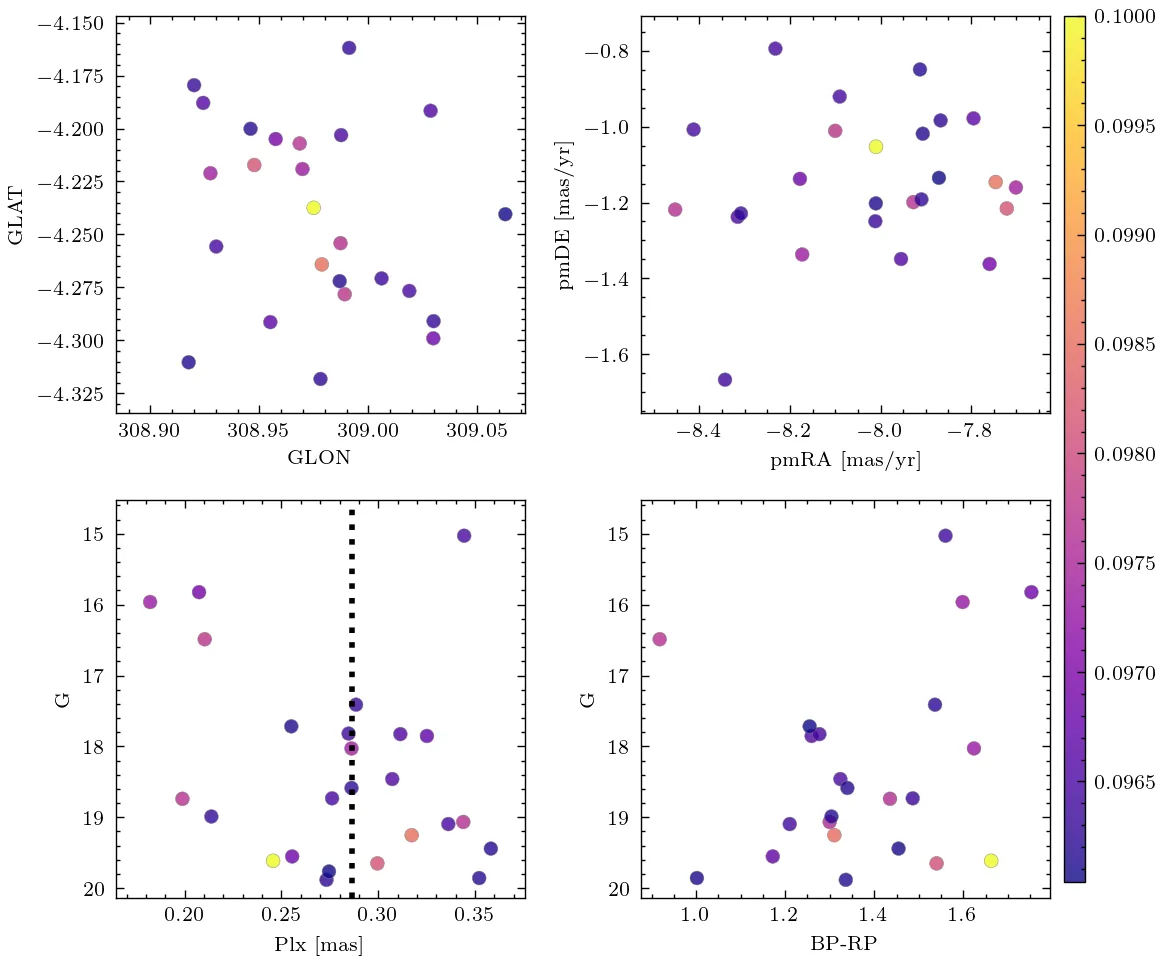 −4.150
−4.175
−4.200
−4.225
−4.250
−4.275
−4.300
−4.325
GLAT
308.90 308.95 309.00 309.05
GLON
−0.8
−1.0
−1.2
−1.4
−1.6
pmDE [mas/yr]
−8.4 −8.2 −8.0 −7.8
pmRA [mas/yr]
0.1000
0.0995
0.0990
0.0985
0.0980
0.0975
0.0970
0.0965
15
16
17
18
19
20
G
0.20 0.25 0.30 0.35
Plx [mas]
15
16
17
18
19
20
G
1.0 1.2 1.4 1.6
BP-RP